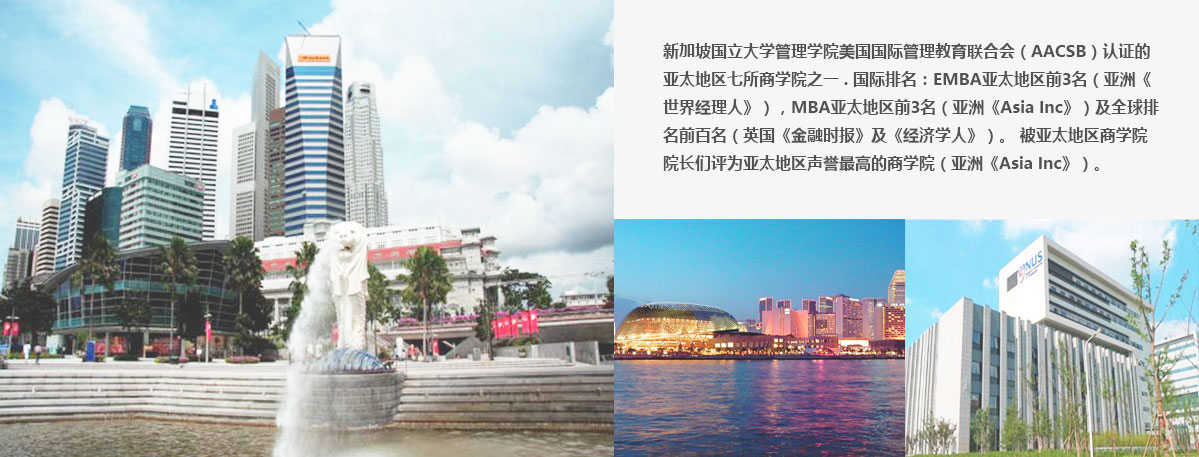 新加坡国立大学管理学院美国国际管理教育联合会（AACSB）认证的
亚太地区七所商学院之一 . 国际排名：EMBA亚太地区前3名（亚洲《
世界经理人》），MBA亚太地区前3名（亚洲《Asia Inc》）及全球排
名前百名（英国《金融时报》及《经济学人》）。 被亚太地区商学院
院长们评为亚太地区声誉最高的商学院（亚洲《Asia Inc》）。
Maybank
NUS